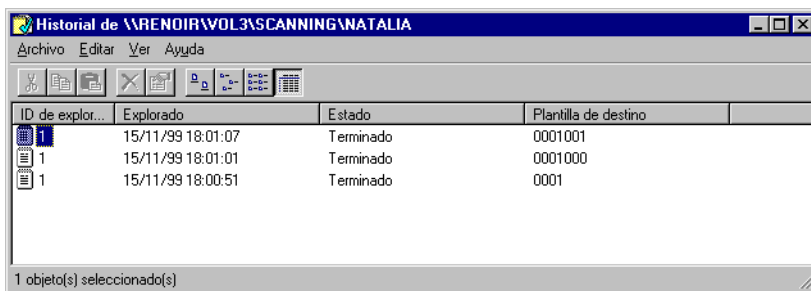 Historial de \\RENOIR\VOL3\SCANNING\NATALIA
Archivo Editar Ver Ayuda
ID de explor... Explorado Estado Plantilla de destino
1 15/11/99 18:01:07 Terminado 0001001
1 15/11/99 18:01:01 Terminado 0001000
1 15/11/99 18:00:51 Terminado 0001
1 objeto(s) seleccionado(s)